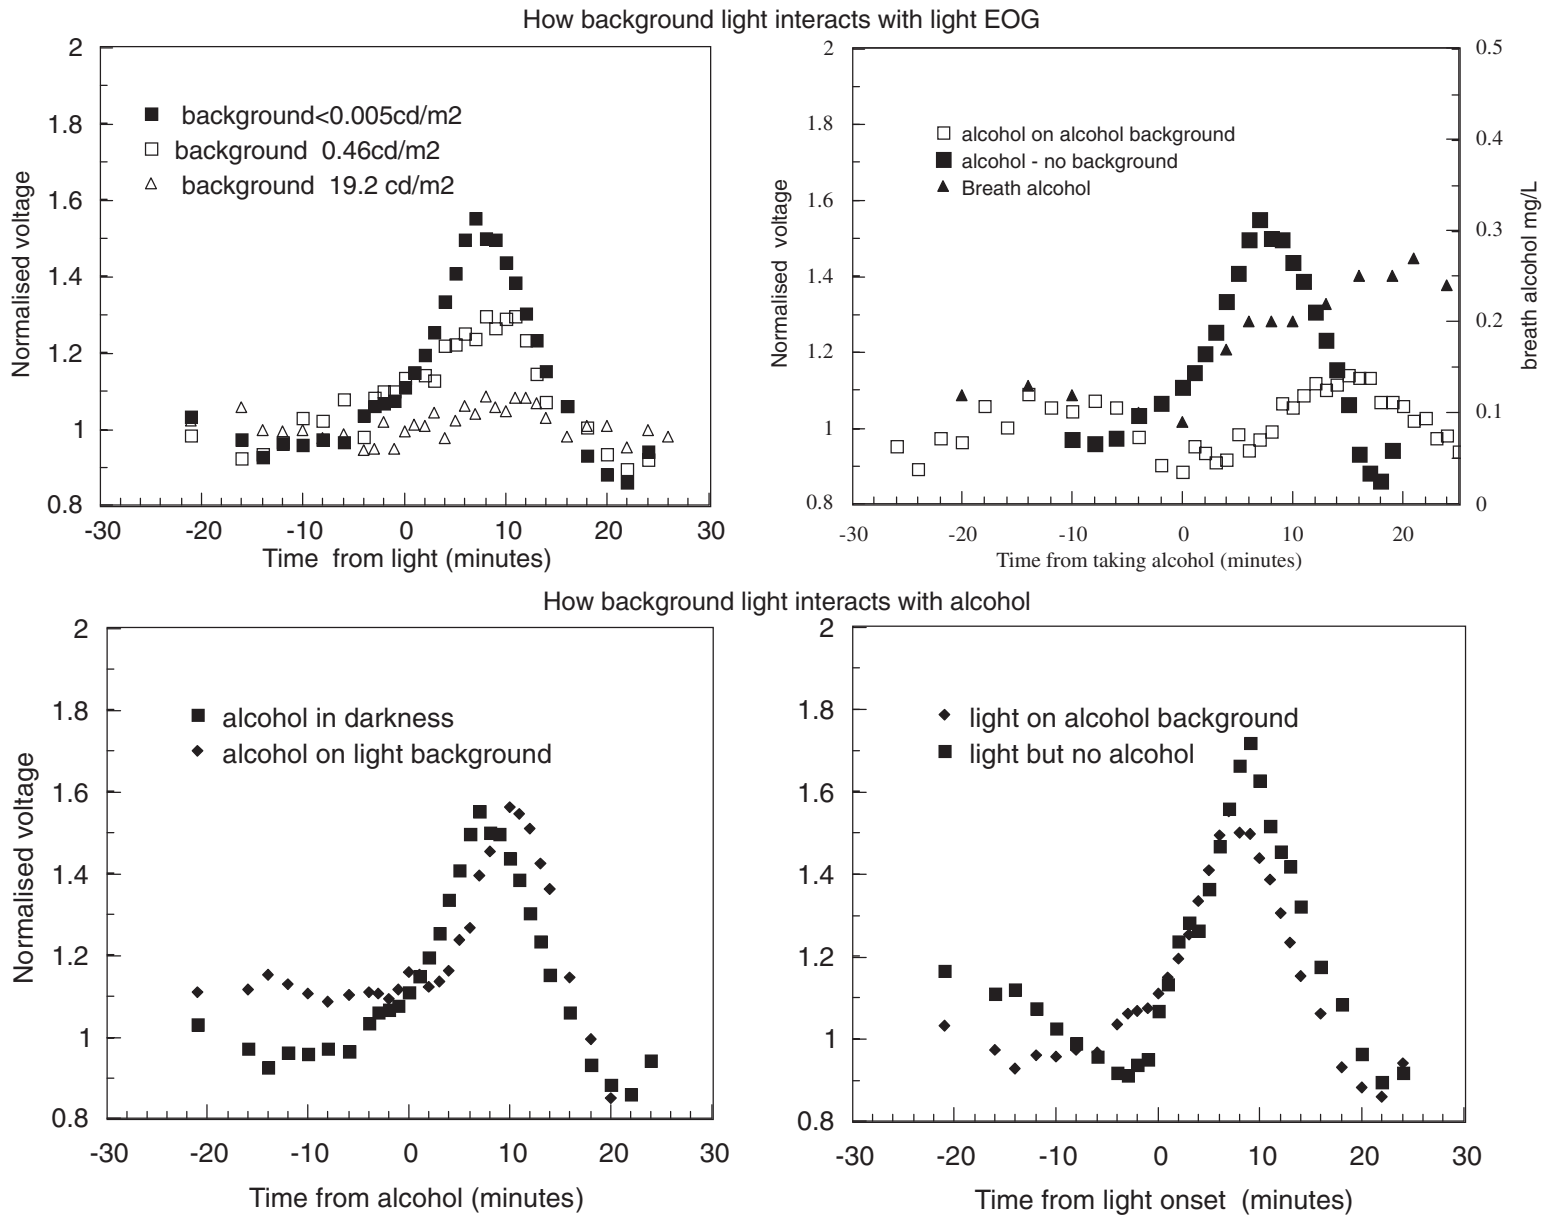 How background light interacts with light EOG
2
1.8
1.6
1.4
1.2
1
0.8
Normalised voltage
background<0.005cd/m2
background 0.46cd/m2
background 19.2 cd/m2
-30 -20 -10 0 10 20 30
Time from light (minutes)
2
1.8
1.6
1.4
1.2
1
0.8
Normalised voltage
alcohol on alcohol background
alcohol - no background
Breath alcohol
0.5
0.4
0.3
0.2
0.1
0
breath alcohol mg/L
-30 -20 -10 0 10 20
Time from taking alcohol (minutes)
How background light interacts with alcohol
2
1.8
1.6
1.4
1.2
1
0.8
Normalised voltage
alcohol in darkness
alcohol on light background
-30 -20 -10 0 10 20 30
Time from alcohol (minutes)
2
1.8
1.6
1.4
1.2
1
0.8
light on alcohol background
light but no alcohol
-30 -20 -10 0 10 20 30
Time from light onset (minutes)